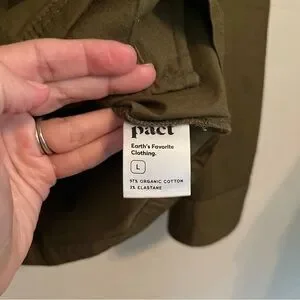 pact
Earth's Favorite
Clothing.
L
97% ORGANIC COTTON
3% ELASTANE